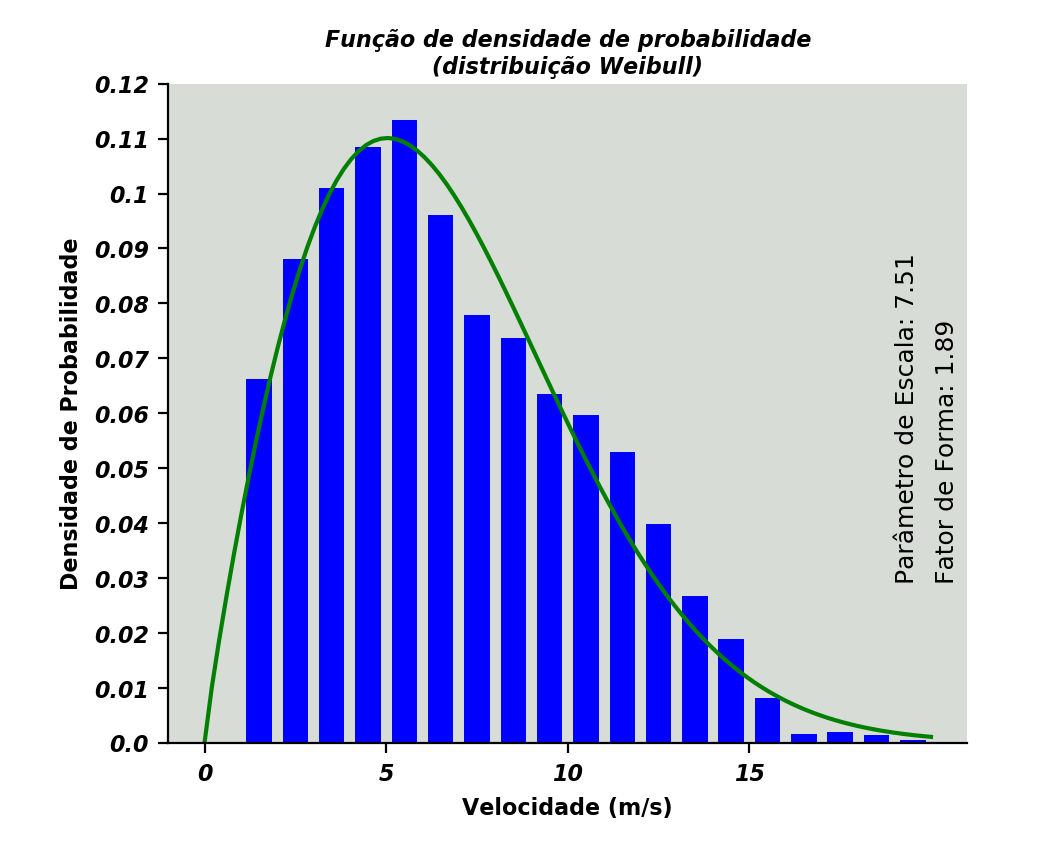 Função de densidade de probabilidade
(distribuição Weibull)
Densidade de Probabilidade
0.12
0.11
0.1
0.09
0.08
0.07
0.06
0.05
0.04
0.03
0.02
0.01
0.0
Parâmetro de Escala: 7.51
Fator de Forma: 1.89
0
5
10
15
Velocidade (m/s)